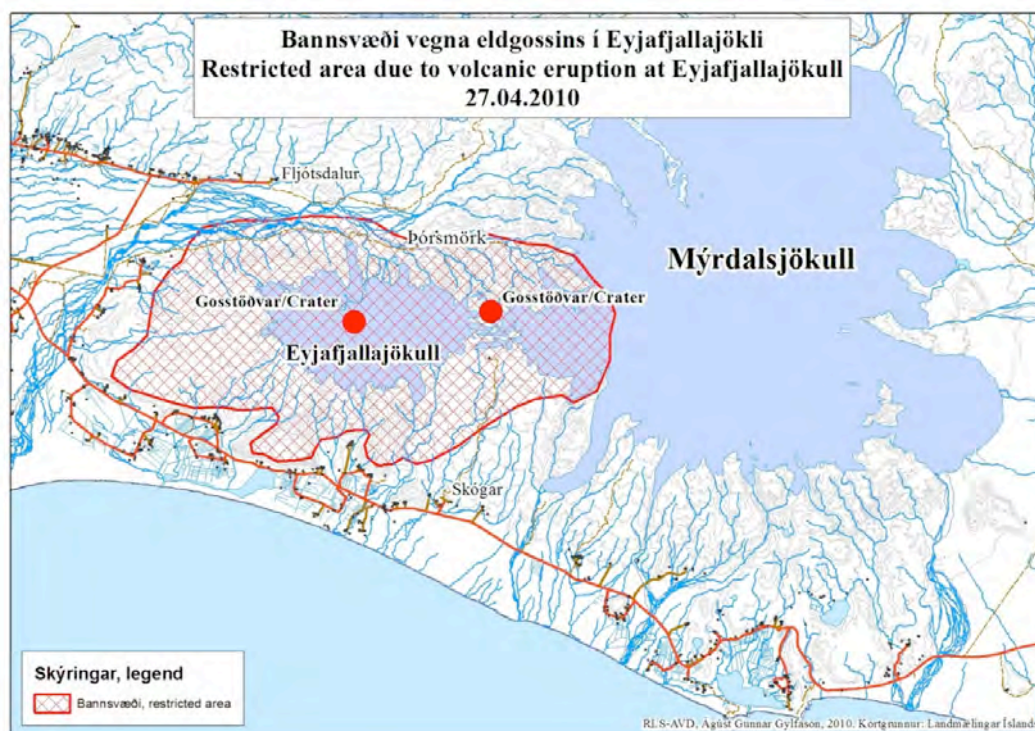 Bannsvæði vegna eldgossins í Eyjafjallajökli
Restricted area due to volcanic eruption at Eyjafjallajökull
27.04.2010
Fljótsdalur
Þórsmörk
Mýrdalsjökull
Gosstöðvar/Crater
Gosstöðvar/Crater
Eyjafjallajökull
Skógar
Skýringar, legend
Bannsvæði, restricted area
RLS-AVD, Ágúst Gunnar Gylfason, 2010. Kortgrunnur: Landmælingar Íslands